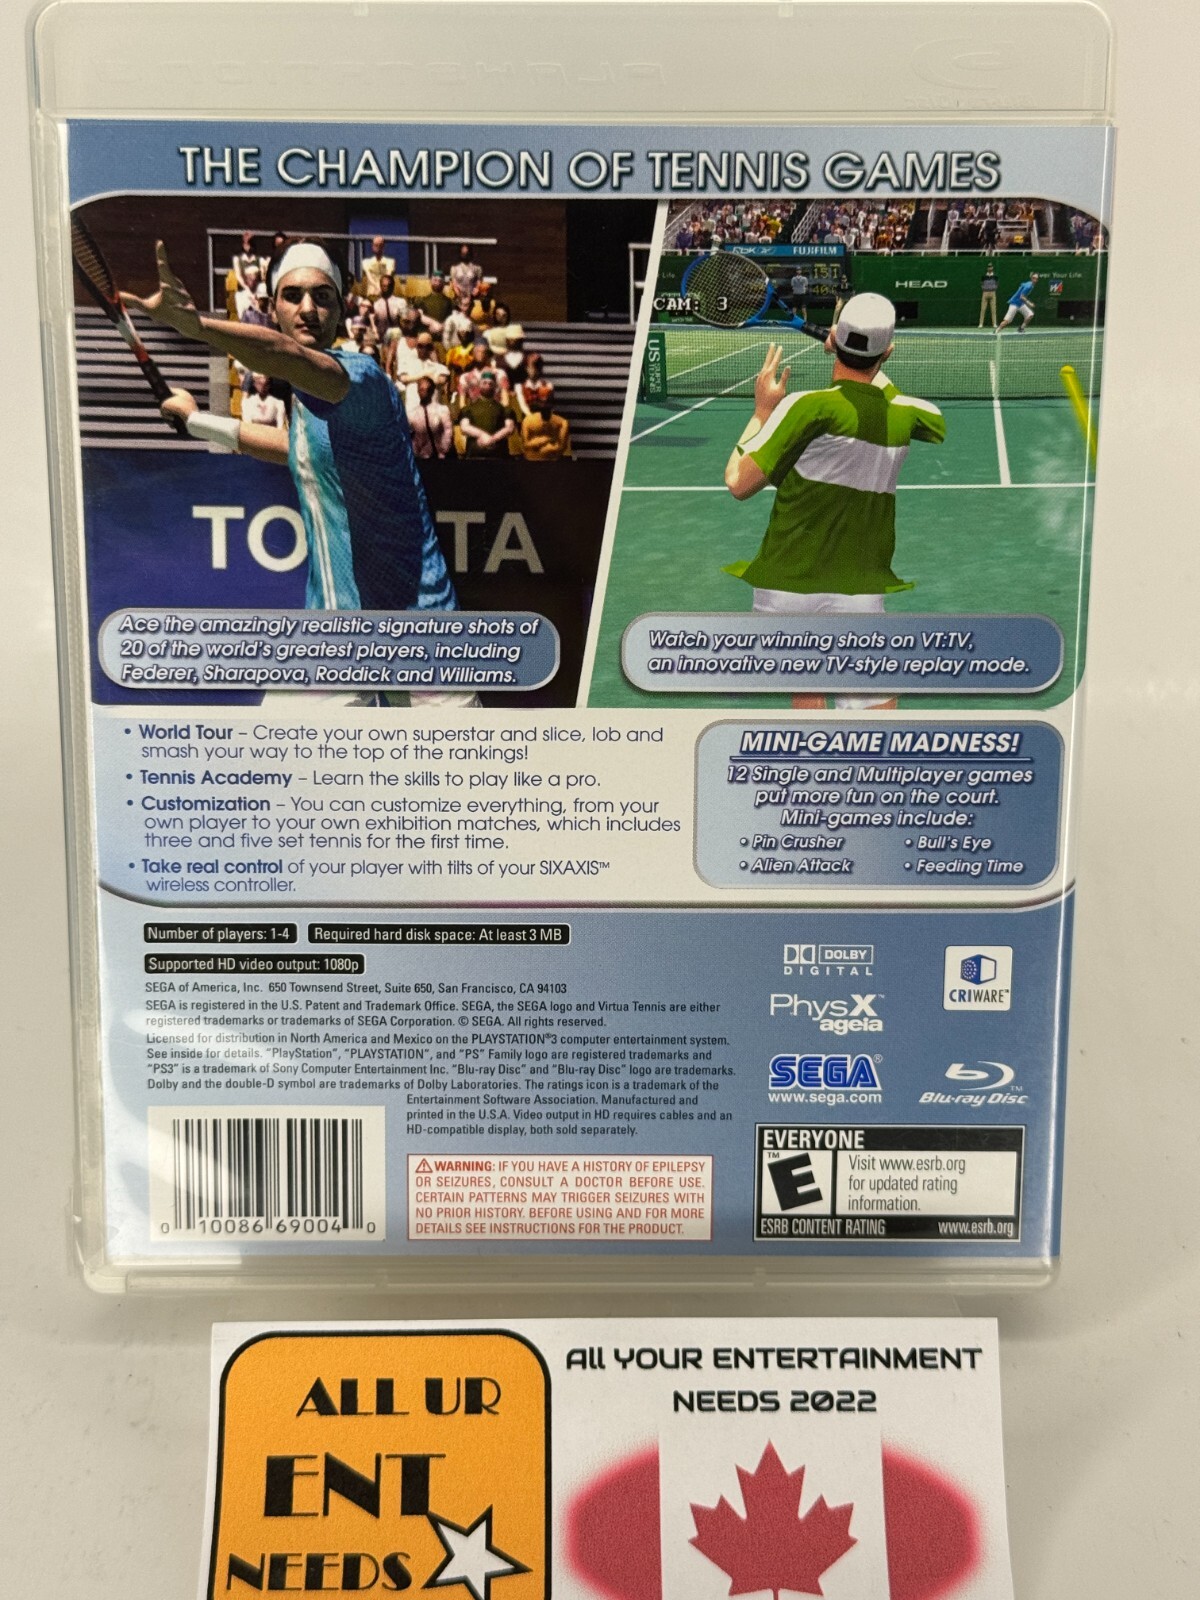 THE CHAMPION OF TENNIS GAMES
FUJIFILM
CAM: 3
HEAD
TO TA
Ace the amazingly realistic signature shots of
20 of the world's greatest players, including
Federer, Sharapova, Roddick and Williams.
Watch your winning shots on VT:TV,
an innovative new TV-style replay mode.
• World Tour – Create your own superstar and slice, lob and
smash your way to the top of the rankings!
• Tennis Academy – Learn the skills to play like a pro.
• Customization – You can customize everything, from your
own player to your own exhibition matches, which includes
three and five set tennis for the first time.
• Take real control of your player with tilts of your SIXAXIS™
wireless controller.
MINI-GAME MADNESS!
12 Single and Multiplayer games
put more fun on the court.
Mini-games include:
• Pin Crusher • Bull's Eye
• Alien Attack • Feeding Time
Number of players: 1-4 Required hard disk space: At least 3 MB
Supported HD video output: 1080p
SEGA of America, Inc. 650 Townsend Street, Suite 650, San Francisco, CA 94103
SEGA is registered in the U.S. Patent and Trademark Office. SEGA, the SEGA logo and Virtua Tennis are either
registered trademarks or trademarks of SEGA Corporation. © SEGA. All rights reserved.
Licensed for distribution in North America and Mexico on the PLAYSTATION®3 computer entertainment system.
See inside for details. "PlayStation", "PLAYSTATION", and "PS" Family logo are registered trademarks and
"PS3" is a trademark of Sony Computer Entertainment Inc. "Blu-ray Disc" and "Blu-ray Disc" logo are trademarks.
Dolby and the double-D symbol are trademarks of Dolby Laboratories. The ratings icon is a trademark of the
Entertainment Software Association. Manufactured and
printed in the U.S.A. Video output in HD requires cables and an
HD-compatible display, both sold separately.
DOLBY
DIGITAL
CRIWARE™
PhysX™
ageia
SEGA®
www.sega.com
Blu-ray Disc™
0 10086 69004 0
WARNING: IF YOU HAVE A HISTORY OF EPILEPSY
OR SEIZURES, CONSULT A DOCTOR BEFORE USE.
CERTAIN PATTERNS MAY TRIGGER SEIZURES WITH
NO PRIOR HISTORY. BEFORE USING AND FOR MORE
DETAILS SEE INSTRUCTIONS FOR THE PRODUCT.
EVERYONE
E™
Visit www.esrb.org
for updated rating
information.
ESRB CONTENT RATING www.esrb.org
ALL UR
ENT
NEEDS
All YOUR ENTERTAINMENT
NEEDS 2022